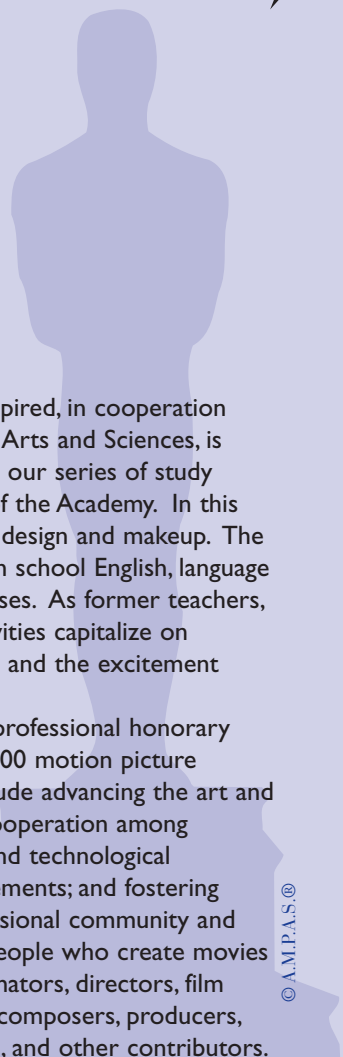 pired, in cooperation
Arts and Sciences, is
our series of study
f the Academy. In this
design and makeup. The
school English, language
ses. As former teachers,
vities capitalize on
and the excitement
professional honorary
00 motion picture
ude advancing the art and
ooperation among
nd technological
ements; and fostering
ssional community and
eople who create movies
nators, directors, film
composers, producers,
, and other contributors.
© A.M.P.A.S.®